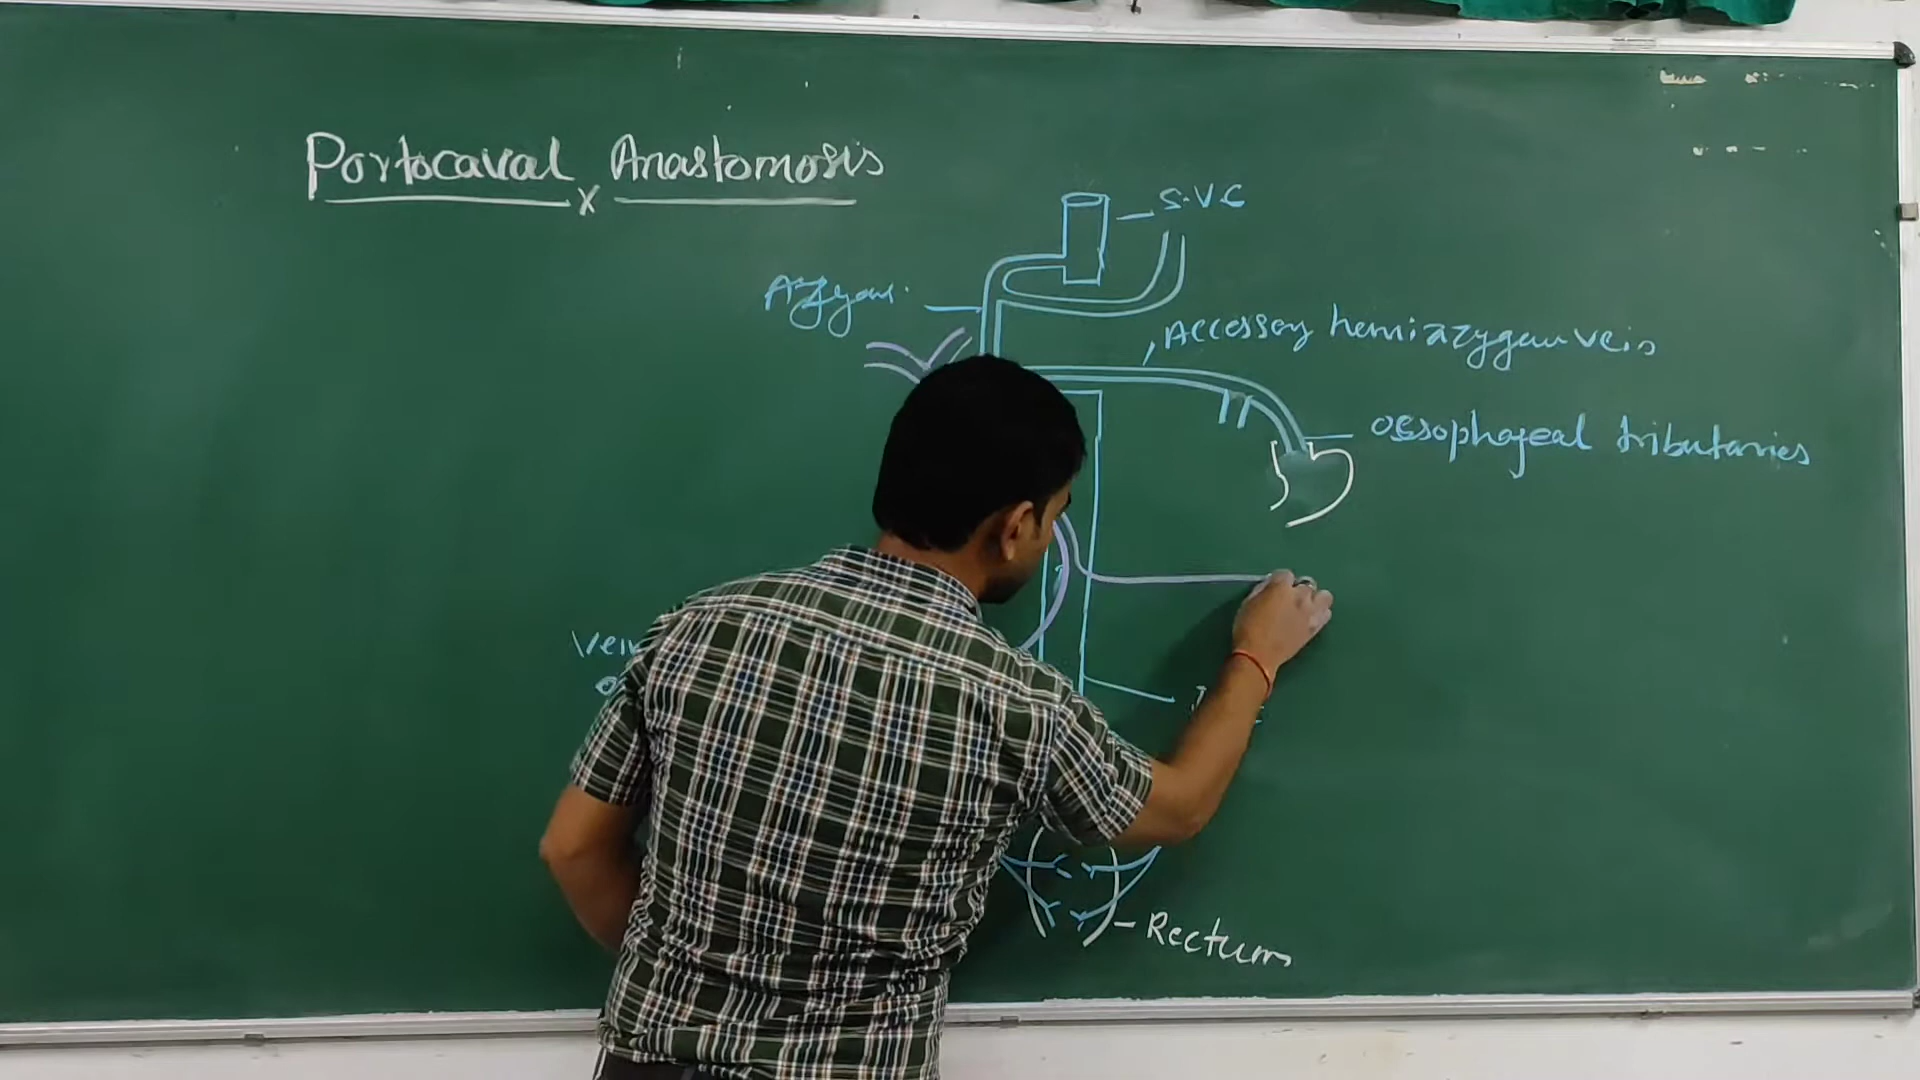 Portocaval Anastomosis
S.V.C
Azygous.
Accessory hemiazygous vein
Oesophageal tributaries
Rectum